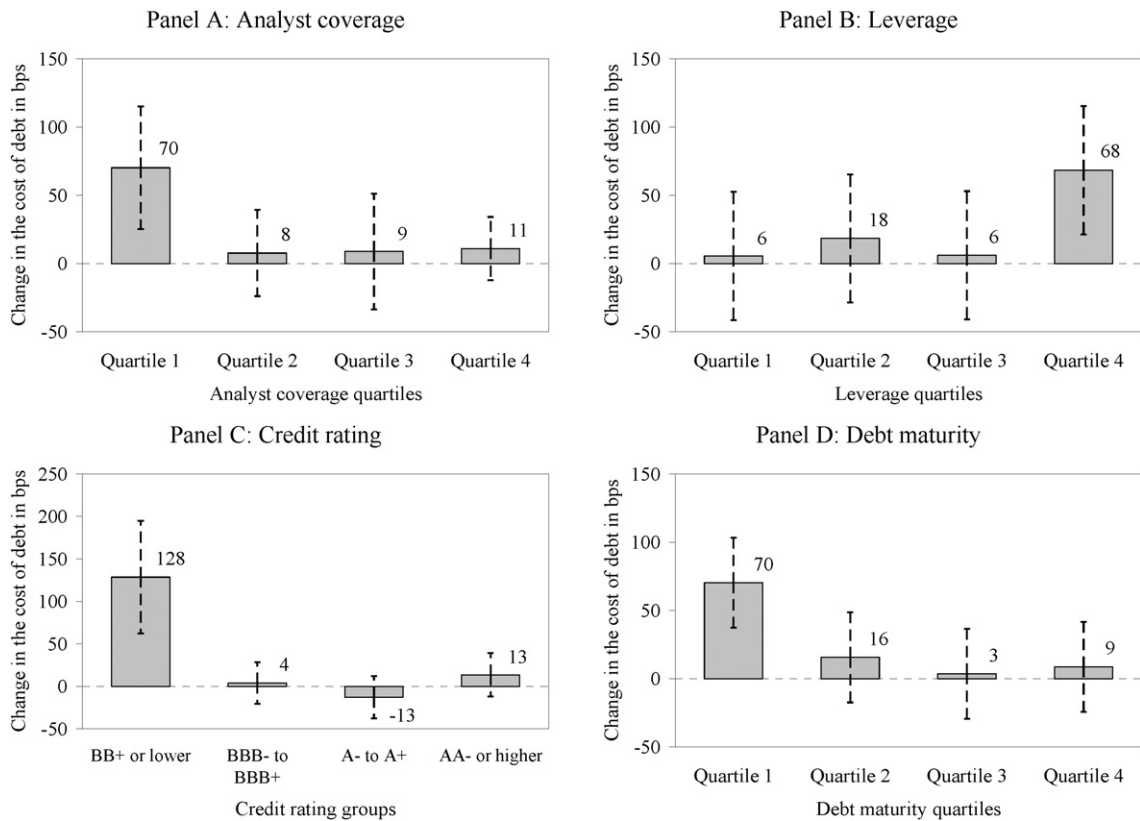 Panel A: Analyst coverage
Change in the cost of debt in bps
150
100
50
0
-50
70
8
9
11
Quartile 1 Quartile 2 Quartile 3 Quartile 4
Analyst coverage quartiles
Panel B: Leverage
Change in the cost of debt in bps
150
100
50
0
-50
6
18
6
68
Quartile 1 Quartile 2 Quartile 3 Quartile 4
Leverage quartiles
Panel C: Credit rating
Change in the cost of debt in bps
250
200
150
100
50
0
-50
128
4
-13
13
BB+ or lower BBB- to A- to A+ AA- or higher
BBB+
Credit rating groups
Panel D: Debt maturity
Change in the cost of debt in bps
150
100
50
0
-50
70
16
3
9
Quartile 1 Quartile 2 Quartile 3 Quartile 4
Debt maturity quartiles